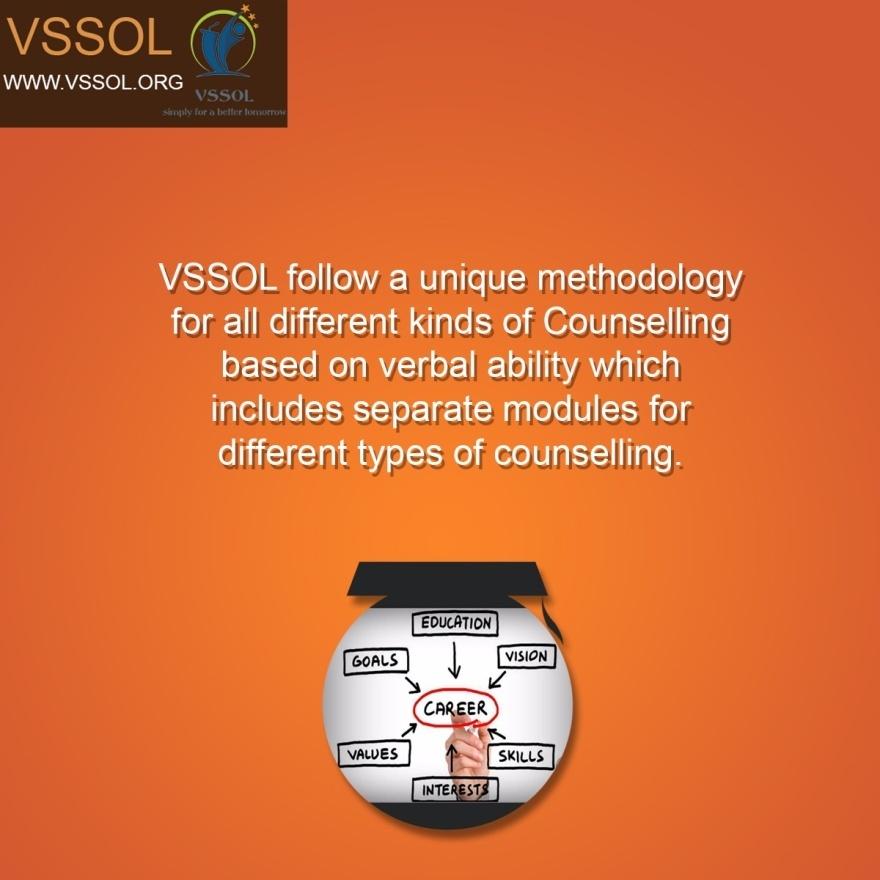 VSSOL
WWW.VSSOL.ORG
VSSOL
simply for a better tomorrow
VSSOL follow a unique methodology
for all different kinds of Counselling
based on verbal ability which
includes separate modules for
different types of counselling.
EDUCATION
GOALS
VISION
CAREER
VALUES
SKILLS
INTERESTS